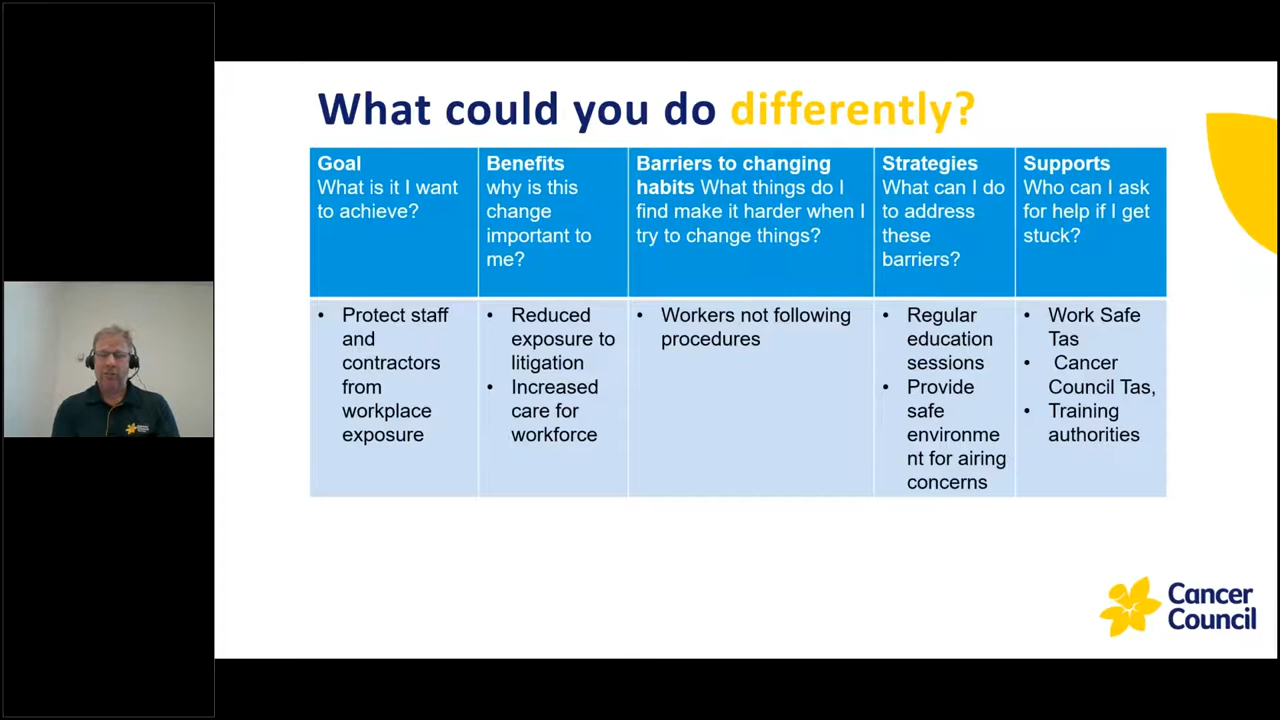 What could you do differently?
Goal
What is it I want
to achieve?
Benefits
why is this
change
important to
me?
Barriers to changing
habits What things do I
find make it harder when I
try to change things?
Strategies
What can I do
to address
these
barriers?
Supports
Who can I ask
for help if I get
stuck?
• Protect staff
and
contractors
from
workplace
exposure
• Reduced
exposure to
litigation
• Increased
care for
workforce
• Workers not following
procedures
• Regular
education
sessions
• Provide
safe
environme
nt for airing
concerns
• Work Safe
Tas
• Cancer
Council Tas,
• Training
authorities
Cancer
Council